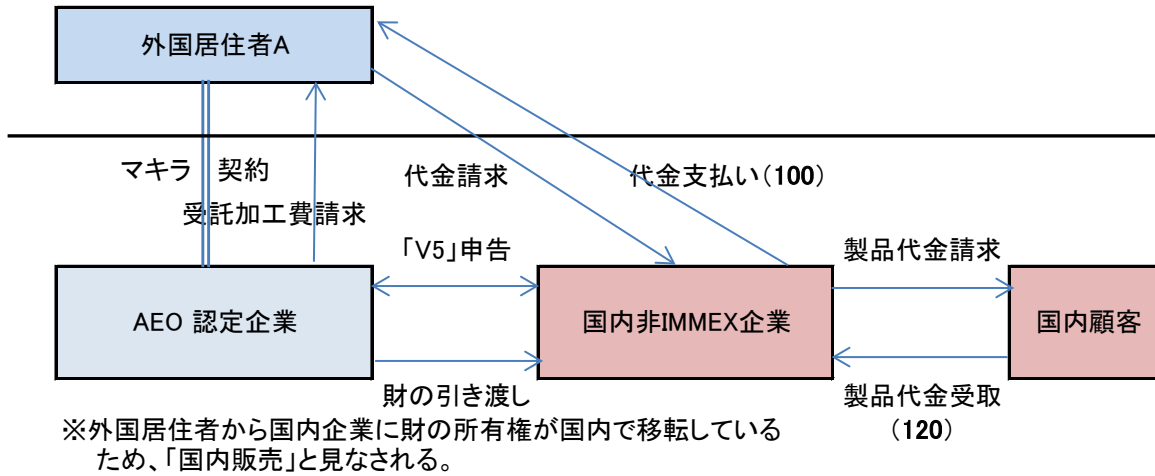 外国居住者A
マキラ 契約
代金請求
代金支払い(100)
受託加工費請求
「V5」申告
製品代金請求
AEO 認定企業
国内非IMMEX企業
国内顧客
財の引き渡し
製品代金受取
(120)
※外国居住者から国内企業に財の所有権が国内で移転している
ため、「国内販売」と見なされる。